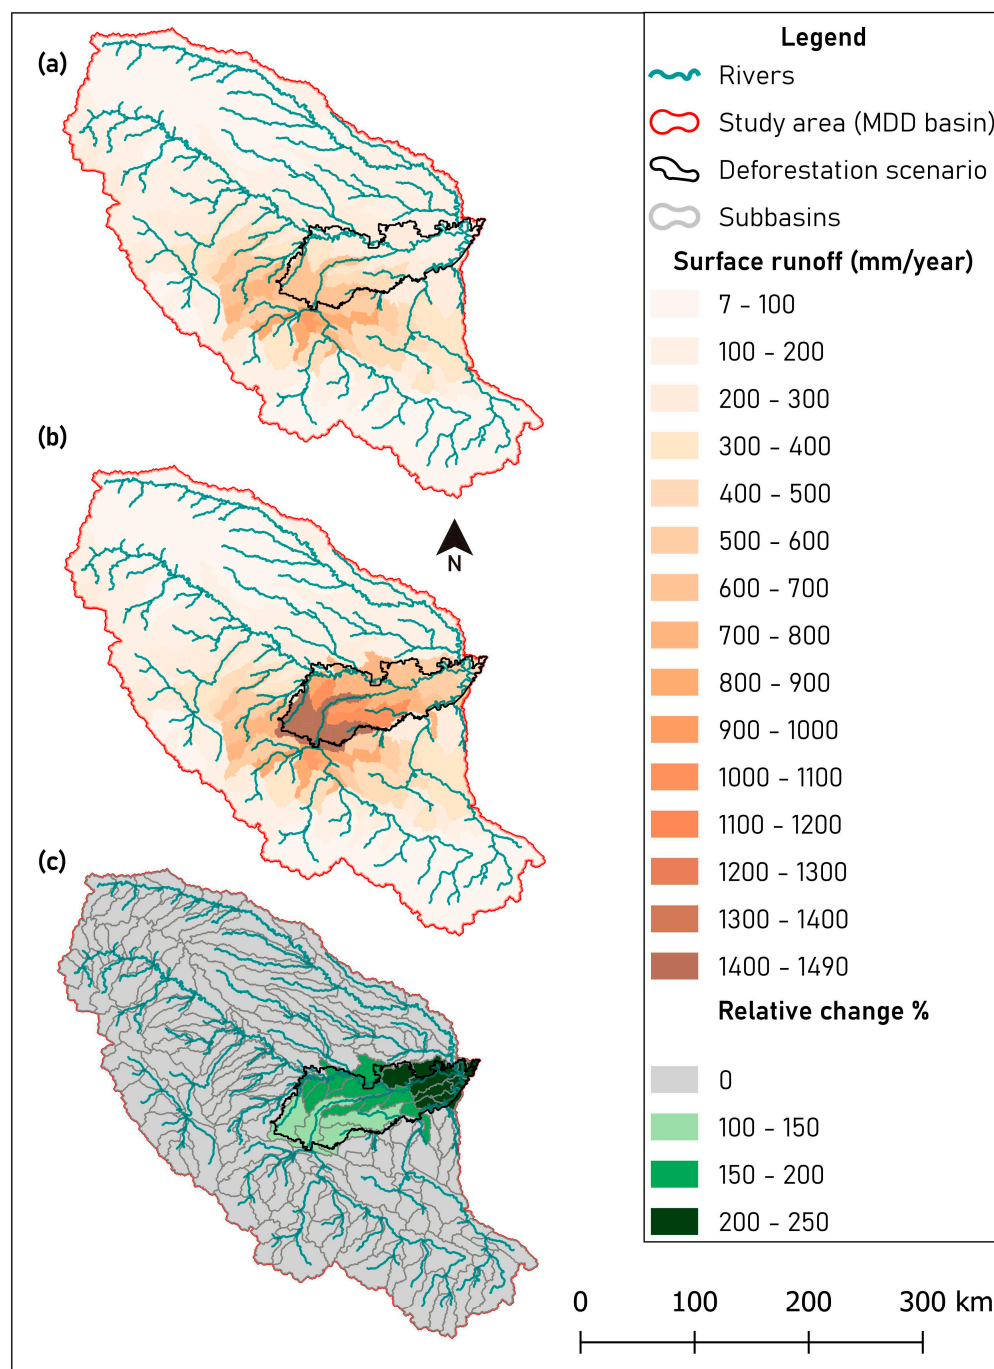 (a)
(b)
N
(c)
Legend
Rivers
Study area (MDD basin)
Deforestation scenario
Subbasins
Surface runoff (mm/year)
7 - 100
100 - 200
200 - 300
300 - 400
400 - 500
500 - 600
600 - 700
700 - 800
800 - 900
900 - 1000
1000 - 1100
1100 - 1200
1200 - 1300
1300 - 1400
1400 - 1490
Relative change %
0
100 - 150
150 - 200
200 - 250
0 100 200 300 km